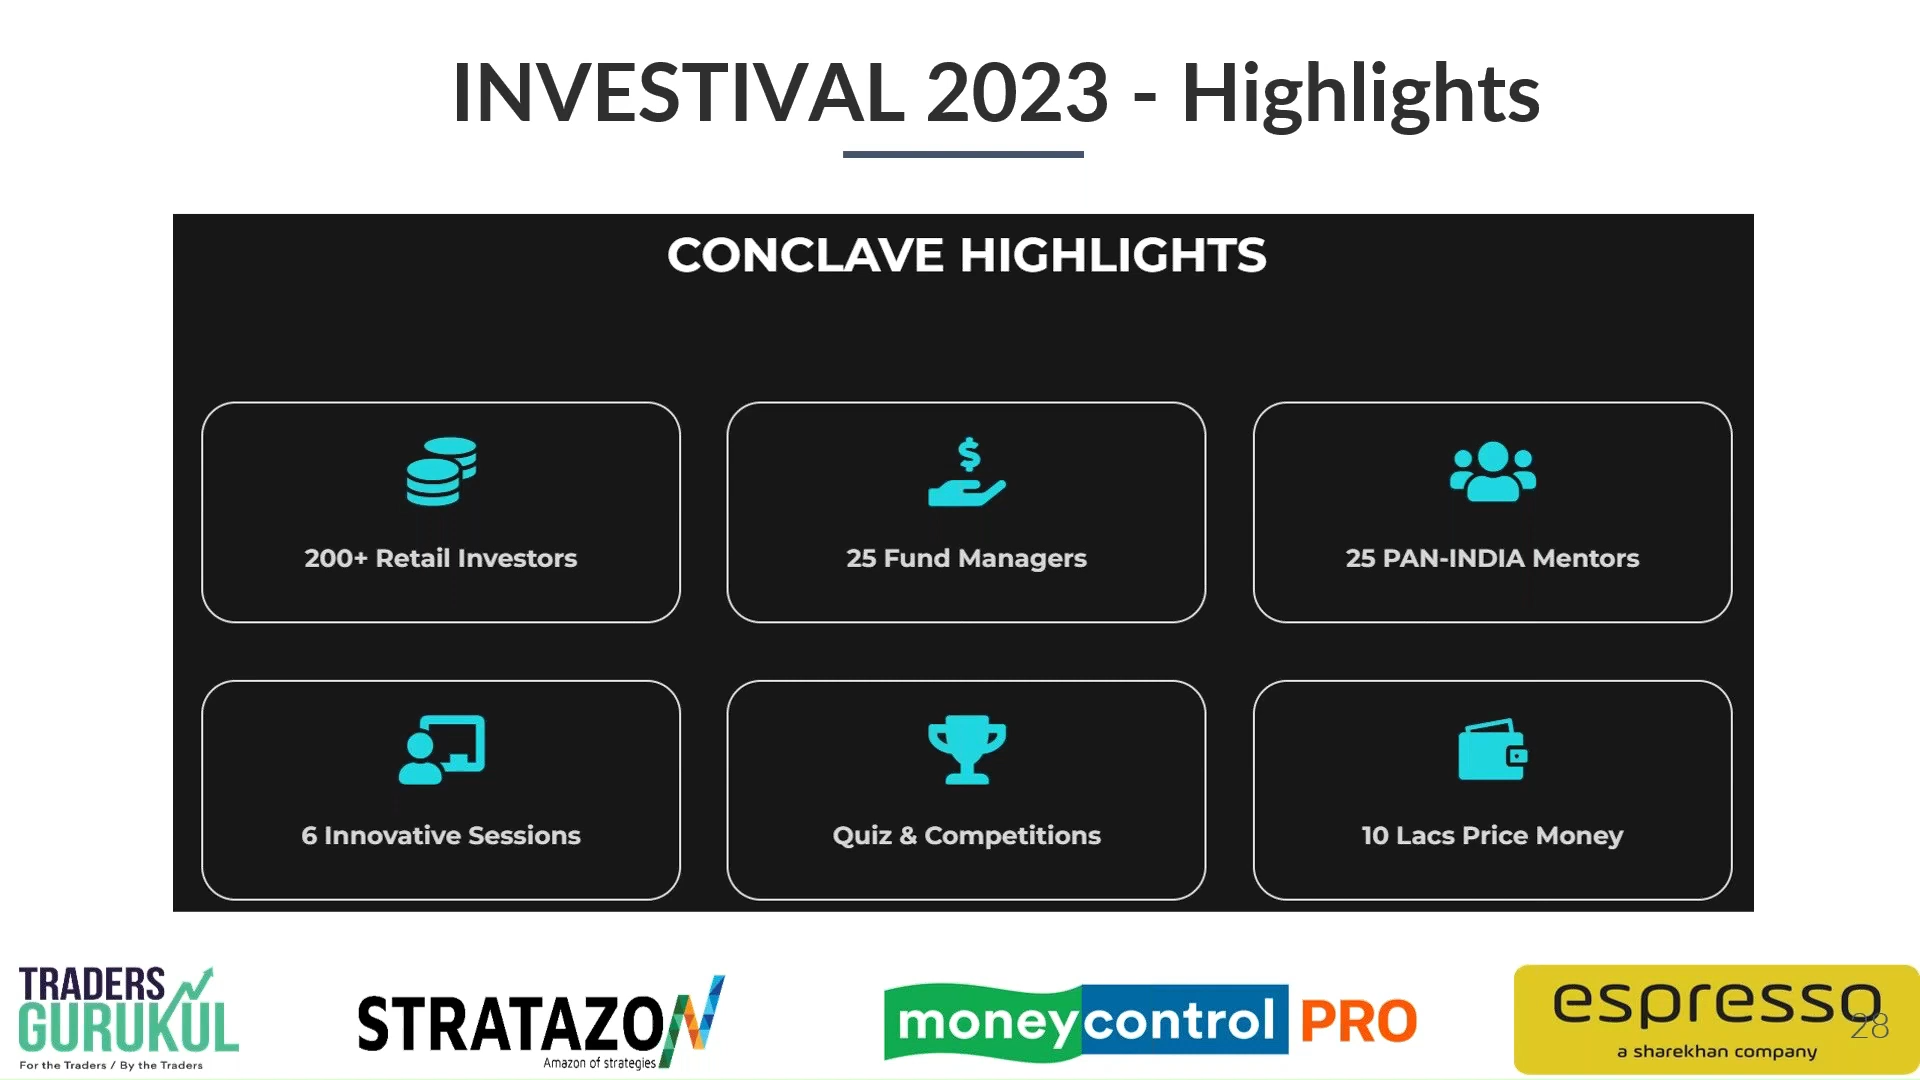 INVESTIVAL 2023 - Highlights
CONCLAVE HIGHLIGHTS
200+ Retail Investors
25 Fund Managers
25 PAN-INDIA Mentors
6 Innovative Sessions
Quiz & Competitions
10 Lacs Price Money
TRADERS
GURUKUL
For the Traders / By the Traders
STRATAZON
Amazon of strategies
moneycontrol PRO
espresso
a sharekhan company
28